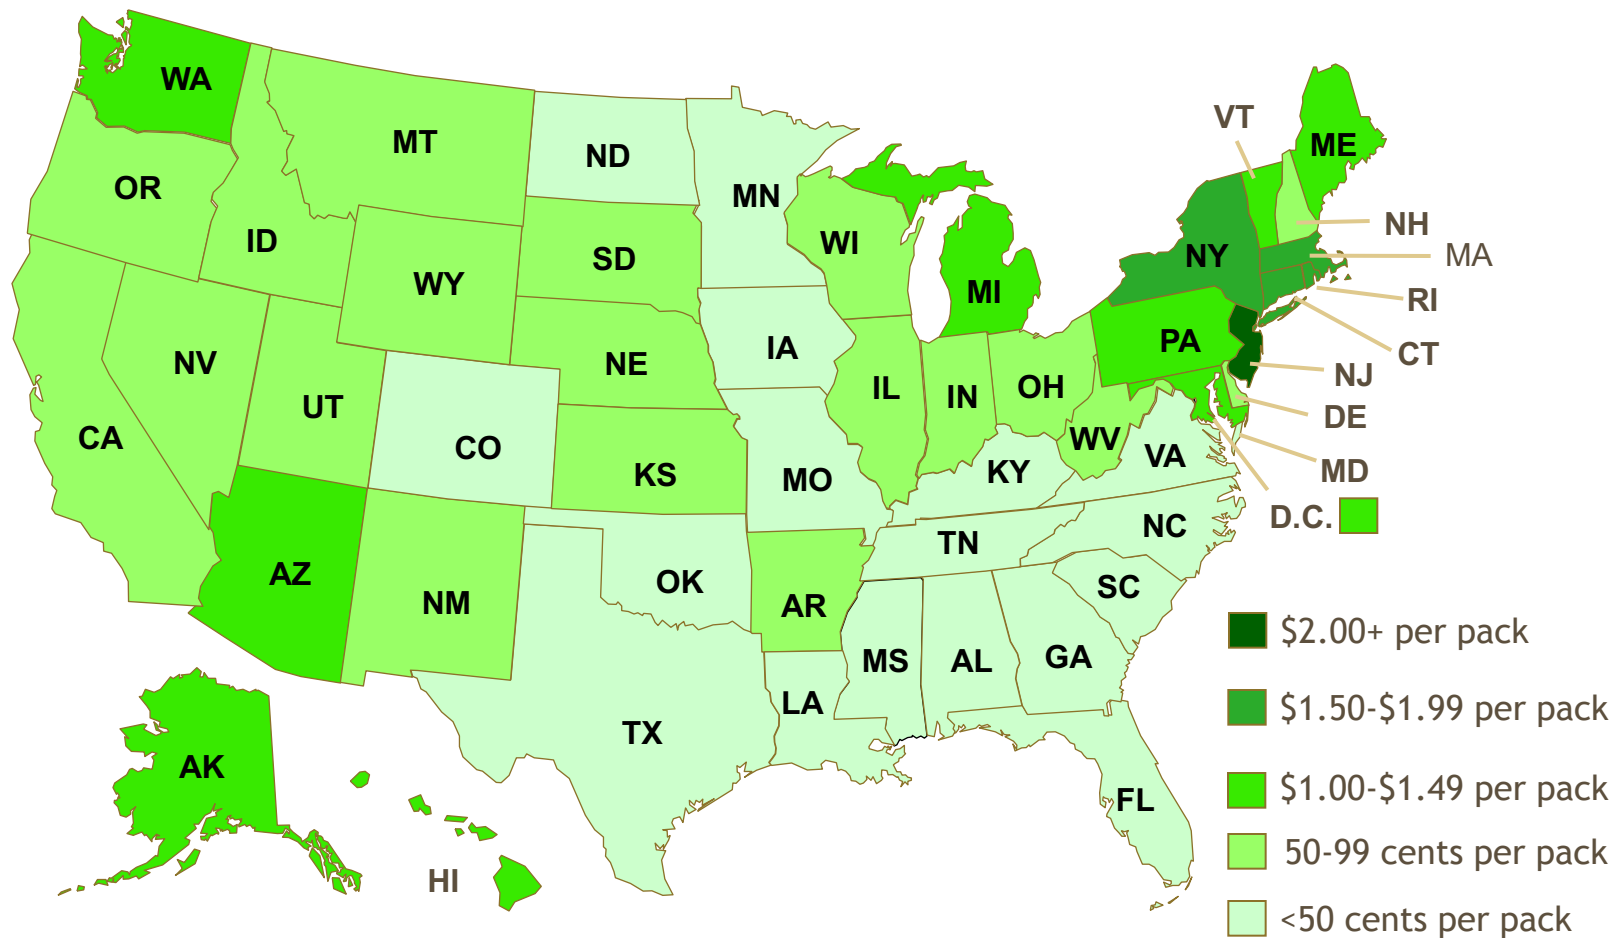 WA
VT
ME
MT
ND
OR
MN
NH
ID
WI
NY
MA
SD
WY
MI
RI
PA
IA
CT
NV
NE
NJ
UT
IL
IN
OH
DE
CA
CO
WV
VA
KS
KY
MD
MO
D.C.
NC
TN
AZ
OK
SC
NM
AR
$2.00+ per pack
MS
AL
GA
LA
$1.50-$1.99 per pack
TX
AK
$1.00-$1.49 per pack
FL
50-99 cents per pack
HI
<50 cents per pack